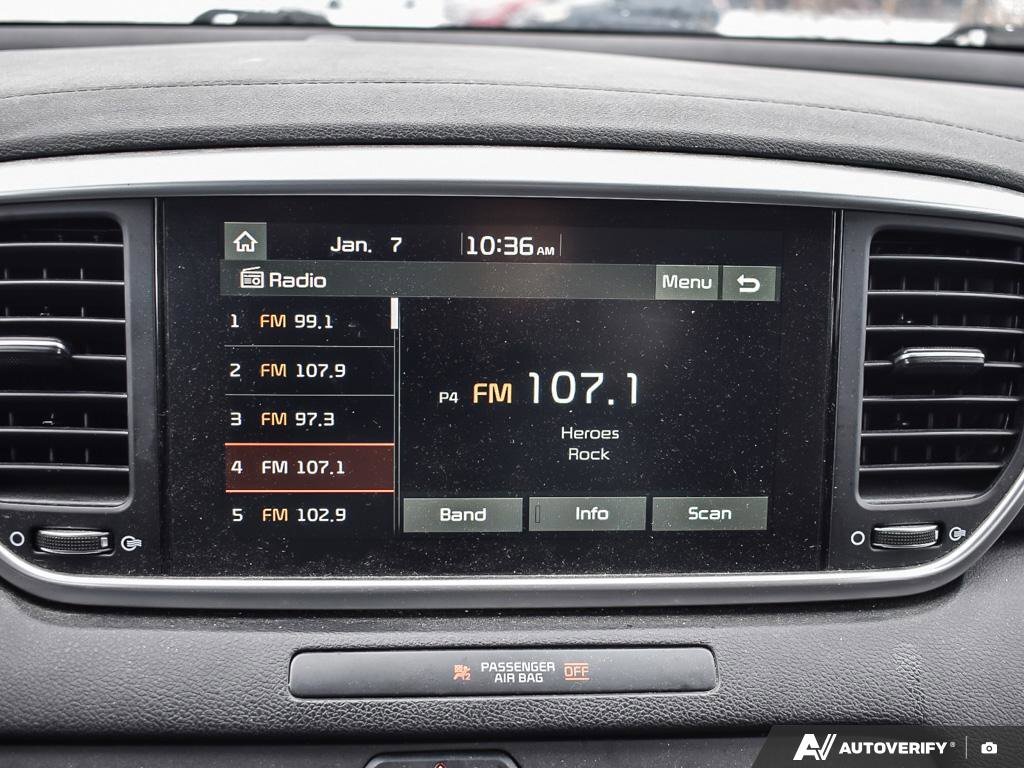 Jan. 7 10:36 AM
Radio Menu
1 FM 99.1
2 FM 107.9
3 FM 97.3
4 FM 107.1
5 FM 102.9
P4 FM 107.1
Heroes
Rock
Band Info Scan
PASSENGER
AIR BAG OFF
AUTOVERIFY